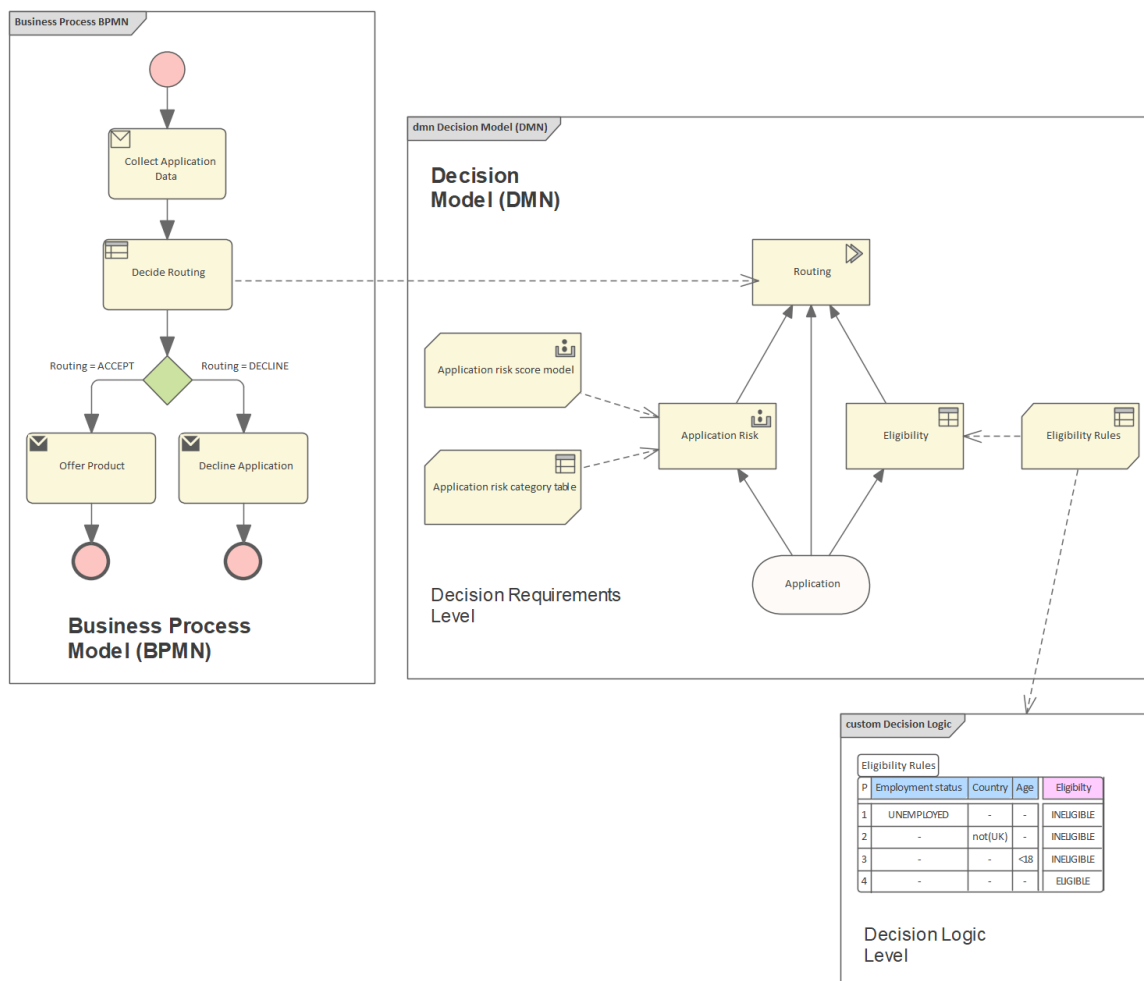 Business Process BPMN
Collect Application
Data
Decide Routing
Routing = ACCEPT
Routing = DECLINE
Offer Product
Decline Application
Business Process
Model (BPMN)
dmn Decision Model (DMN)
Decision
Model (DMN)
Routing
Application risk score model
Application Risk
Eligibility
Eligibility Rules
Application risk category table
Application
Decision Requirements
Level
custom Decision Logic
Eligibility Rules
P Employment status Country Age Eligibilty
1 UNEMPLOYED - - INELIGIBLE
2 - not(UK) - INELIGIBLE
3 - - <18 INELIGIBLE
4 - - - ELIGIBLE
Decision Logic
Level